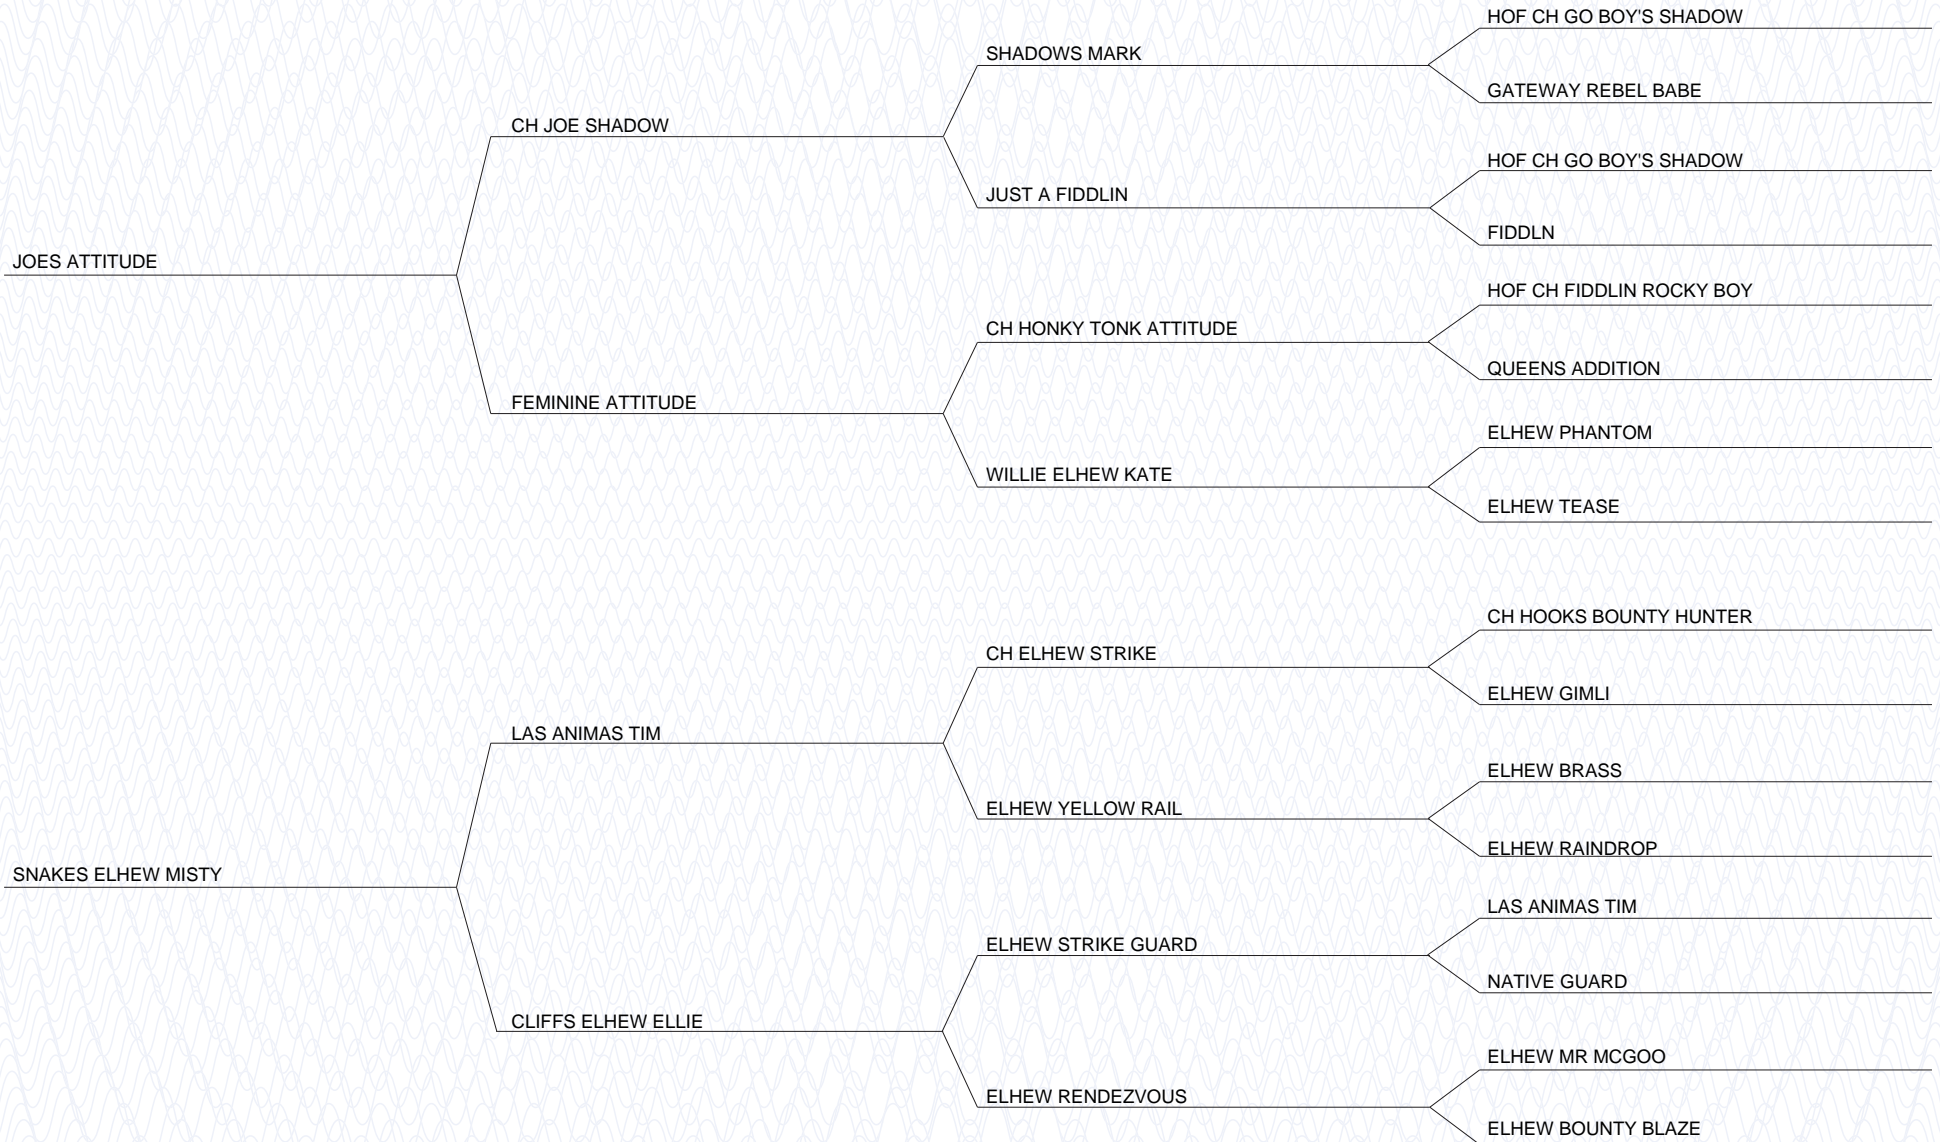 HOF CH GO BOY'S SHADOW
SHADOWS MARK
GATEWAY REBEL BABE
CH JOE SHADOW
HOF CH GO BOY'S SHADOW
JUST A FIDDLIN
FIDDLN
JOES ATTITUDE
HOF CH FIDDLIN ROCKY BOY
CH HONKY TONK ATTITUDE
QUEENS ADDITION
FEMININE ATTITUDE
ELHEW PHANTOM
WILLIE ELHEW KATE
ELHEW TEASE
CH HOOKS BOUNTY HUNTER
CH ELHEW STRIKE
ELHEW GIMLI
LAS ANIMAS TIM
ELHEW BRASS
ELHEW YELLOW RAIL
ELHEW RAINDROP
SNAKES ELHEW MISTY
LAS ANIMAS TIM
ELHEW STRIKE GUARD
NATIVE GUARD
CLIFFS ELHEW ELLIE
ELHEW MR MCGOO
ELHEW RENDEZVOUS
ELHEW BOUNTY BLAZE